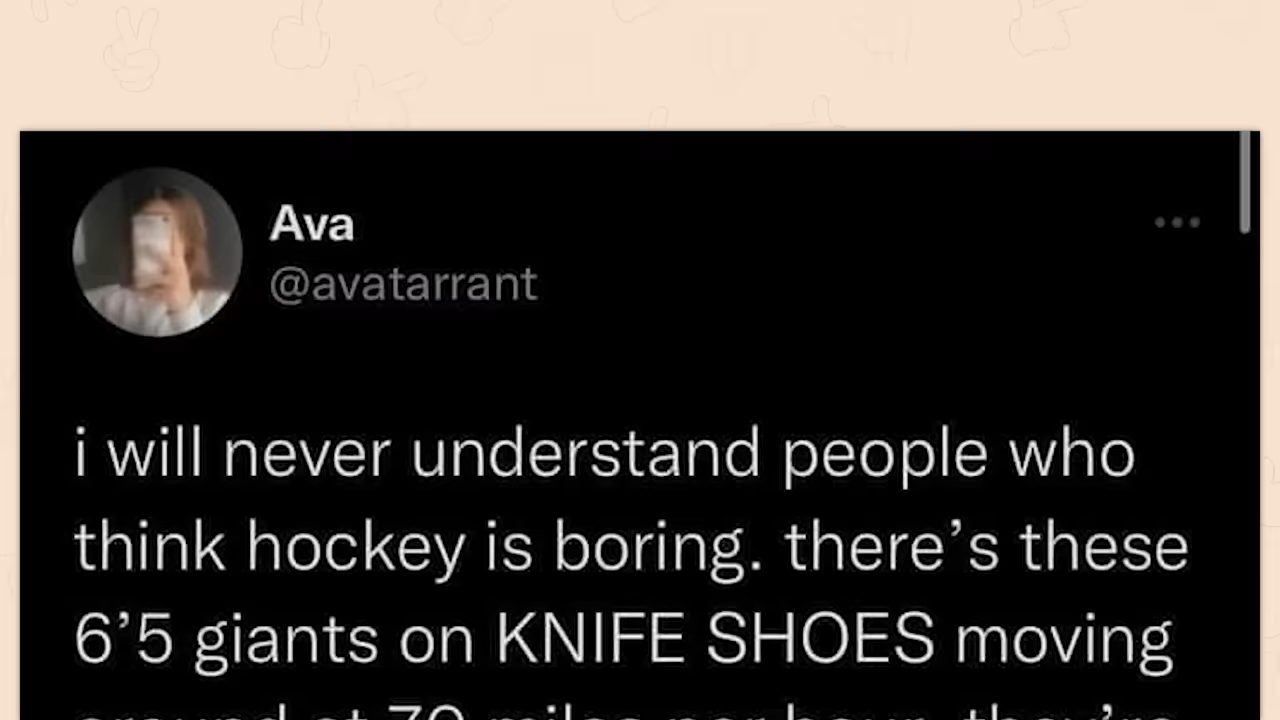 Ava
@avatarrant
i will never understand people who
think hockey is boring. there’s these
6’5 giants on KNIFE SHOES moving